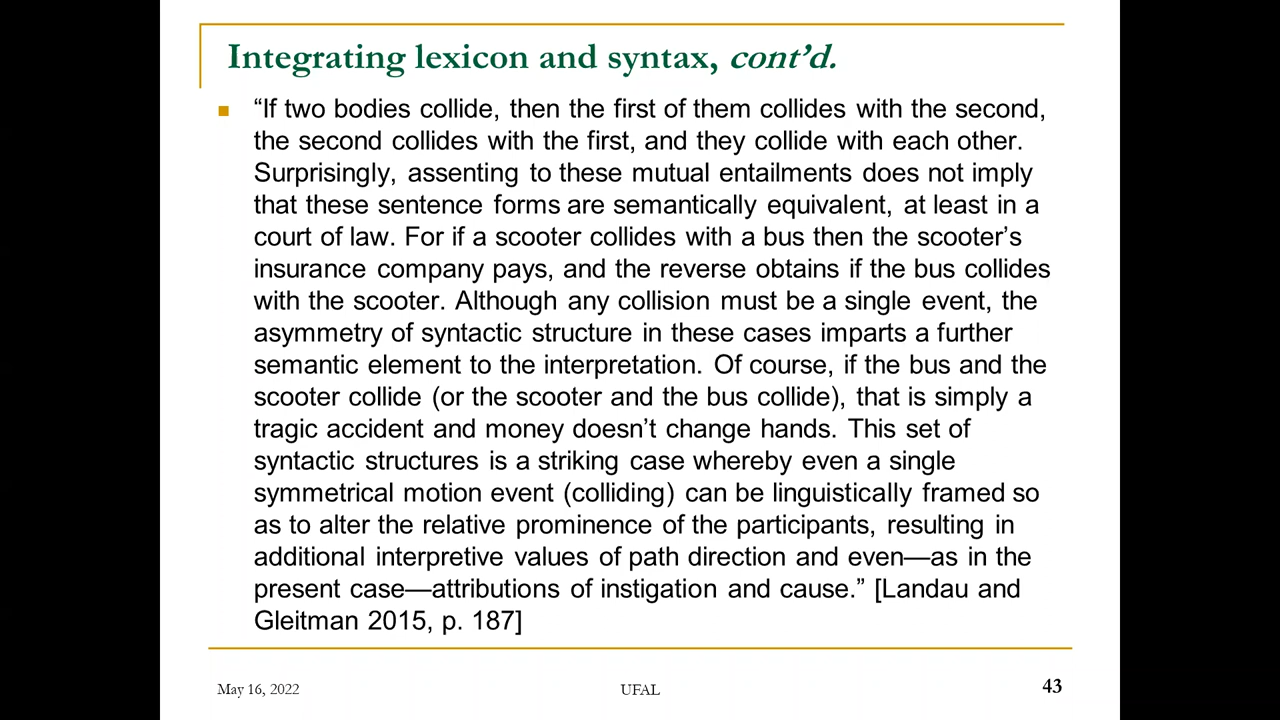 Integrating lexicon and syntax, cont’d.
“If two bodies collide, then the first of them collides with the second,
the second collides with the first, and they collide with each other.
Surprisingly, assenting to these mutual entailments does not imply
that these sentence forms are semantically equivalent, at least in a
court of law. For if a scooter collides with a bus then the scooter’s
insurance company pays, and the reverse obtains if the bus collides
with the scooter. Although any collision must be a single event, the
asymmetry of syntactic structure in these cases imparts a further
semantic element to the interpretation. Of course, if the bus and the
scooter collide (or the scooter and the bus collide), that is simply a
tragic accident and money doesn’t change hands. This set of
syntactic structures is a striking case whereby even a single
symmetrical motion event (colliding) can be linguistically framed so
as to alter the relative prominence of the participants, resulting in
additional interpretive values of path direction and even—as in the
present case—attributions of instigation and cause.” [Landau and
Gleitman 2015, p. 187]
May 16, 2022
UFAL
43